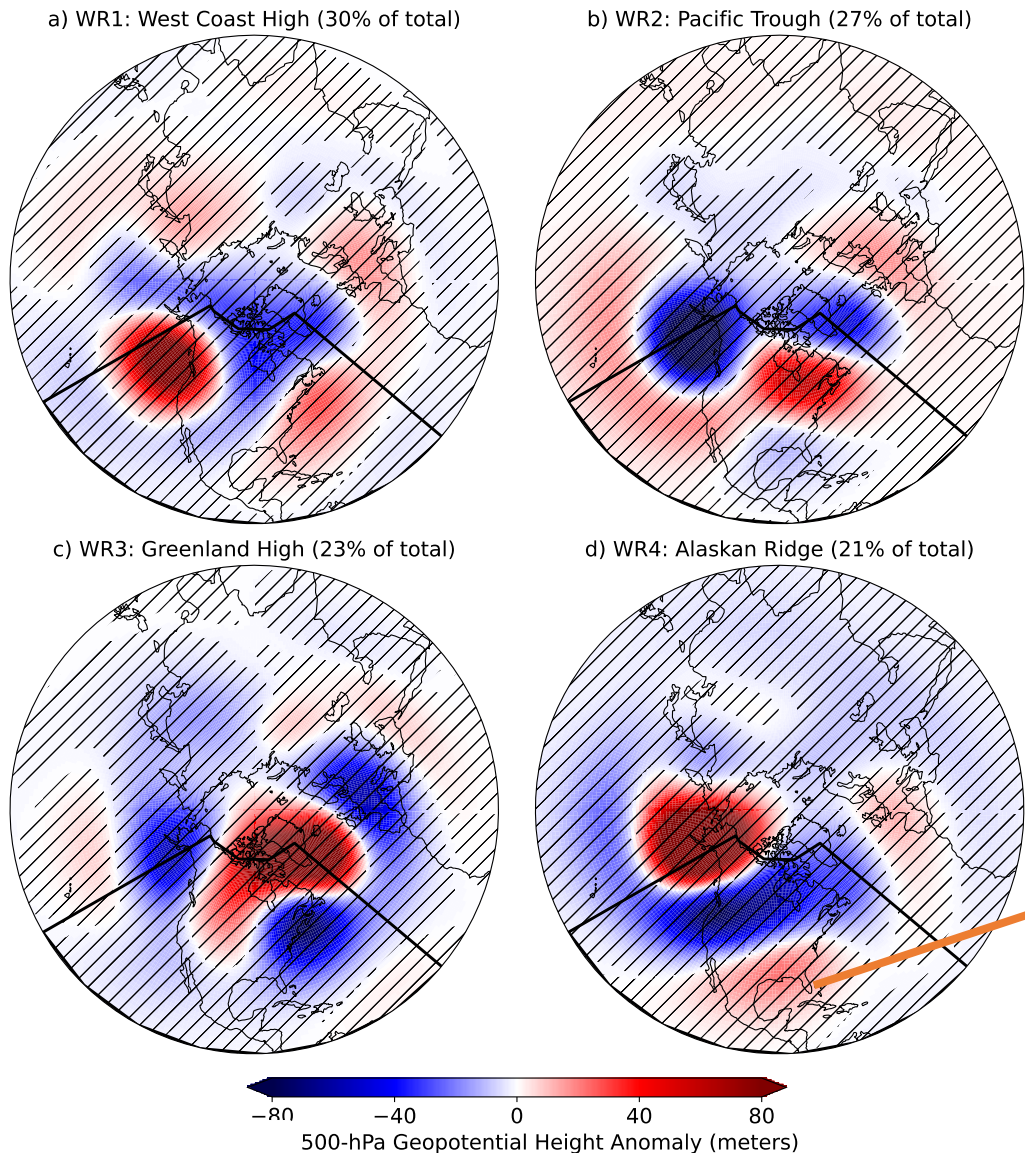 a) WR1: West Coast High (30% of total)
b) WR2: Pacific Trough (27% of total)
c) WR3: Greenland High (23% of total)
d) WR4: Alaskan Ridge (21% of total)
−80 −40 0 40 80
500-hPa Geopotential Height Anomaly (meters)